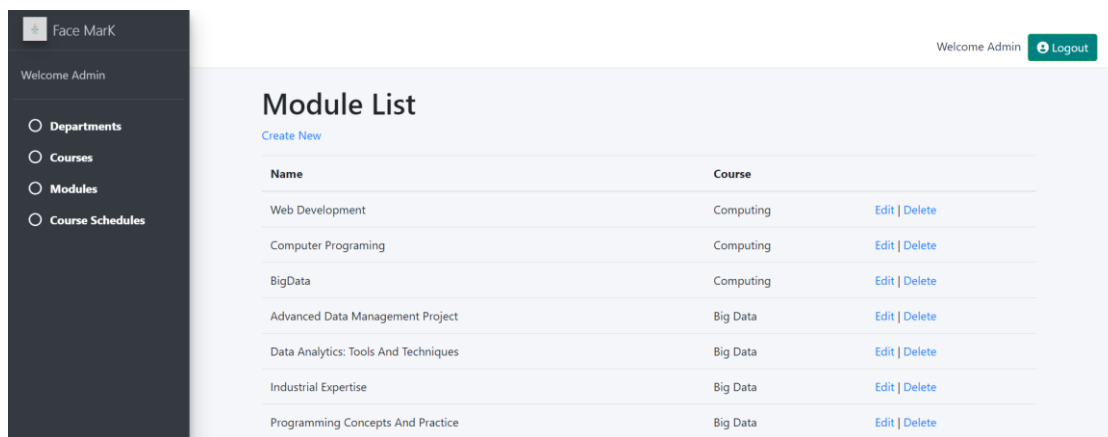 Face MarK
Welcome Admin
Departments
Courses
Modules
Course Schedules
Welcome Admin Logout
Module List
Create New
Name Course
Web Development Computing Edit | Delete
Computer Programing Computing Edit | Delete
BigData Computing Edit | Delete
Advanced Data Management Project Big Data Edit | Delete
Data Analytics: Tools And Techniques Big Data Edit | Delete
Industrial Expertise Big Data Edit | Delete
Programming Concepts And Practice Big Data Edit | Delete